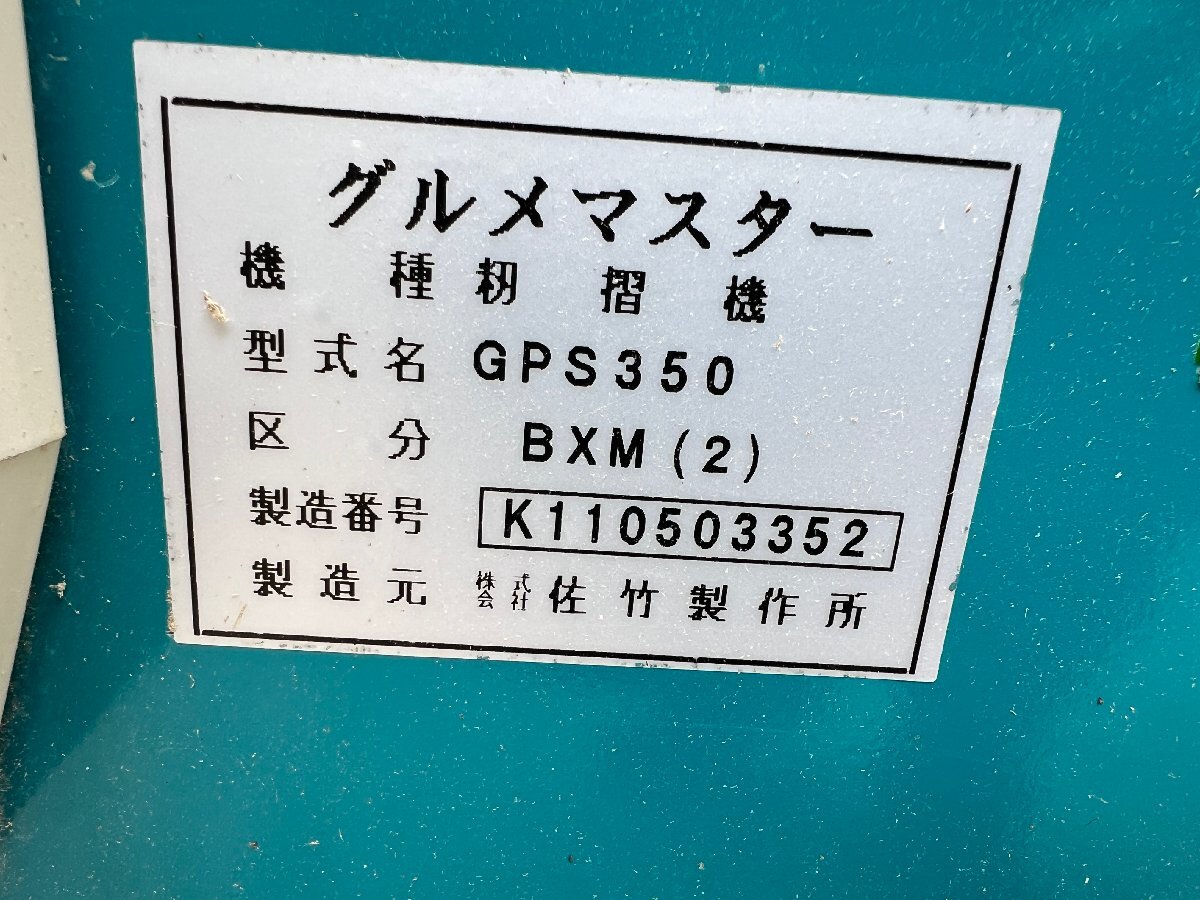 グルメマスター
機種 籾摺機
型式名 GPS350
区分 BXM(2)
製造番号 K110503352
製造元 株式会社 佐竹製作所